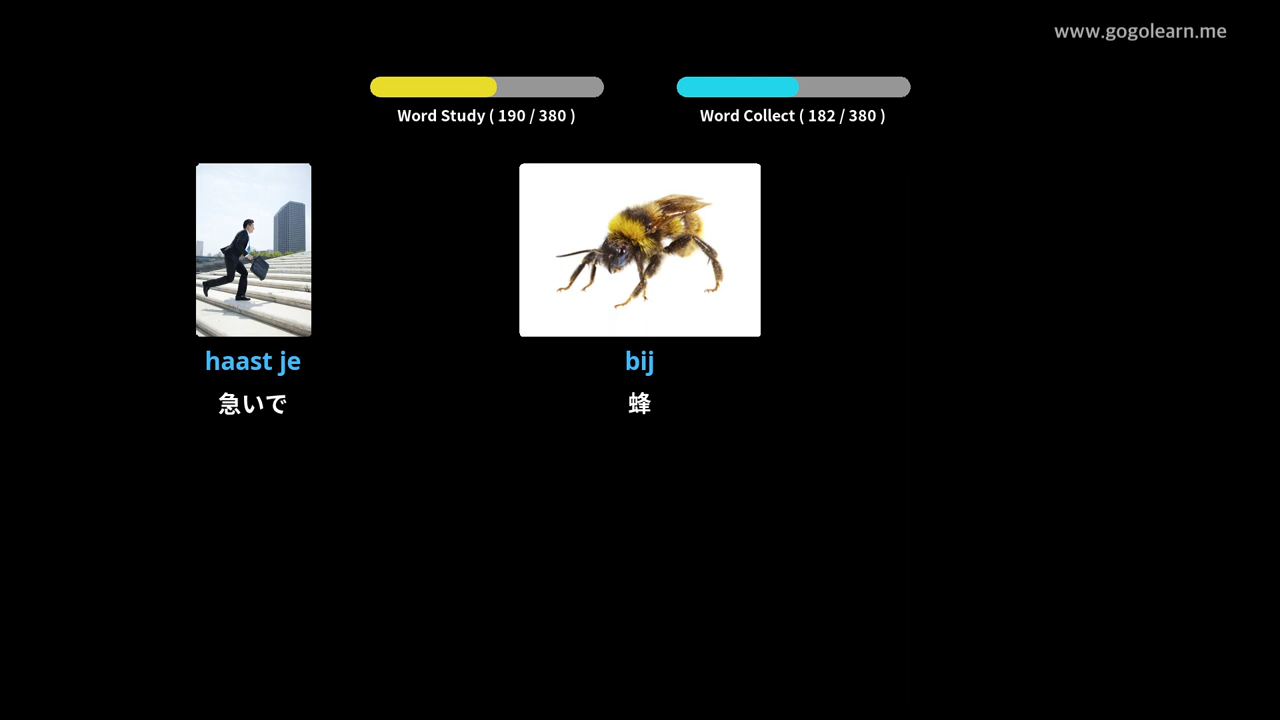 www.gogolearn.me
Word Study ( 190 / 380 )
Word Collect ( 182 / 380 )
haast je
急いで
bij
蜂